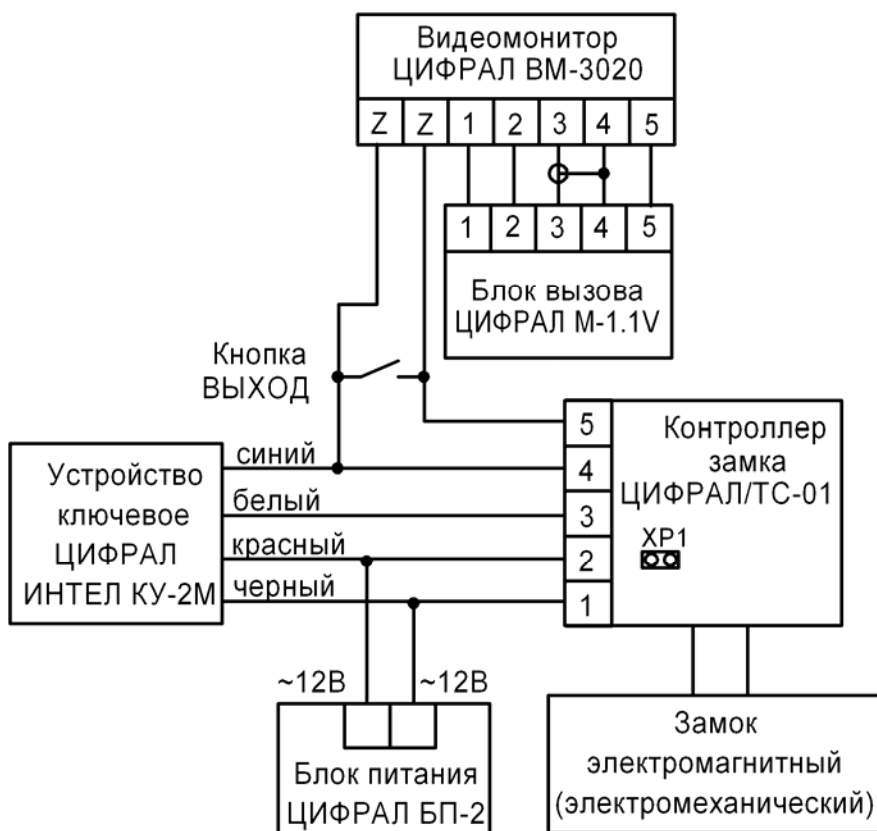 Видеомонитор
ЦИФРАЛ ВМ-3020
Z Z 1 2 3 4 5
1 2 3 4 5
Блок вызова
ЦИФРАЛ М-1.1V
Кнопка
ВЫХОД
Устройство
ключевое
ЦИФРАЛ
ИНТЕЛ КУ-2М
синий
белый
красный
черный
5
4
3
2
1
Контроллер
замка
ЦИФРАЛ/ТС-01
XP1
~12В ~12В
Блок питания
ЦИФРАЛ БП-2
Замок
электромагнитный
(электромеханический)